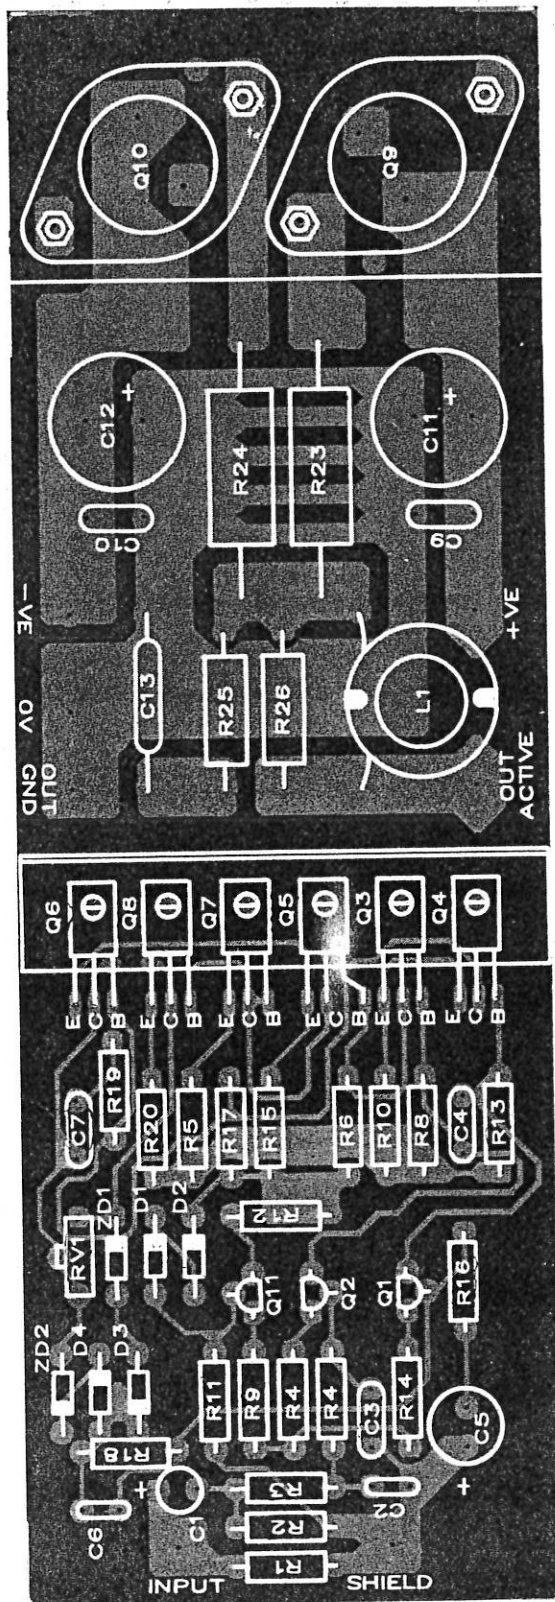 Q10
Q9
+
C12
+
C11
R24
R23
C10
C9
-VE
+VE
0V
C13
R25
R26
L1
OUT
GND
OUT
ACTIVE
Q6
Q8
Q7
Q5
Q3
Q4
E
C
B
E
C
B
E
C
B
E
C
B
E
C
B
E
C
B
C7
R19
R20
R5
R17
R15
R6
R10
R8
C4
R13
ZD1
D1
D2
R12
RV1
Q11
Q2
Q1
R16
ZD2
D4
D3
R11
R9
R4
R4
C3
R14
C5
+
R18
C6
+
C1
R3
C2
R2
R1
INPUT
SHIELD